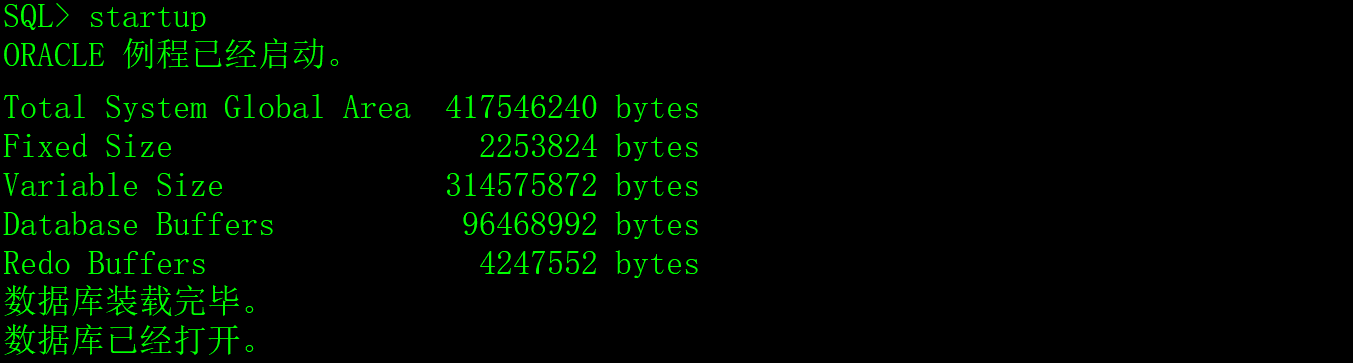 SQL> startup
ORACLE 例程已经启动。
Total System Global Area  417546240 bytes
Fixed Size                  2253824 bytes
Variable Size             314575872 bytes
Database Buffers           96468992 bytes
Redo Buffers                4247552 bytes
数据库装载完毕。
数据库已经打开。